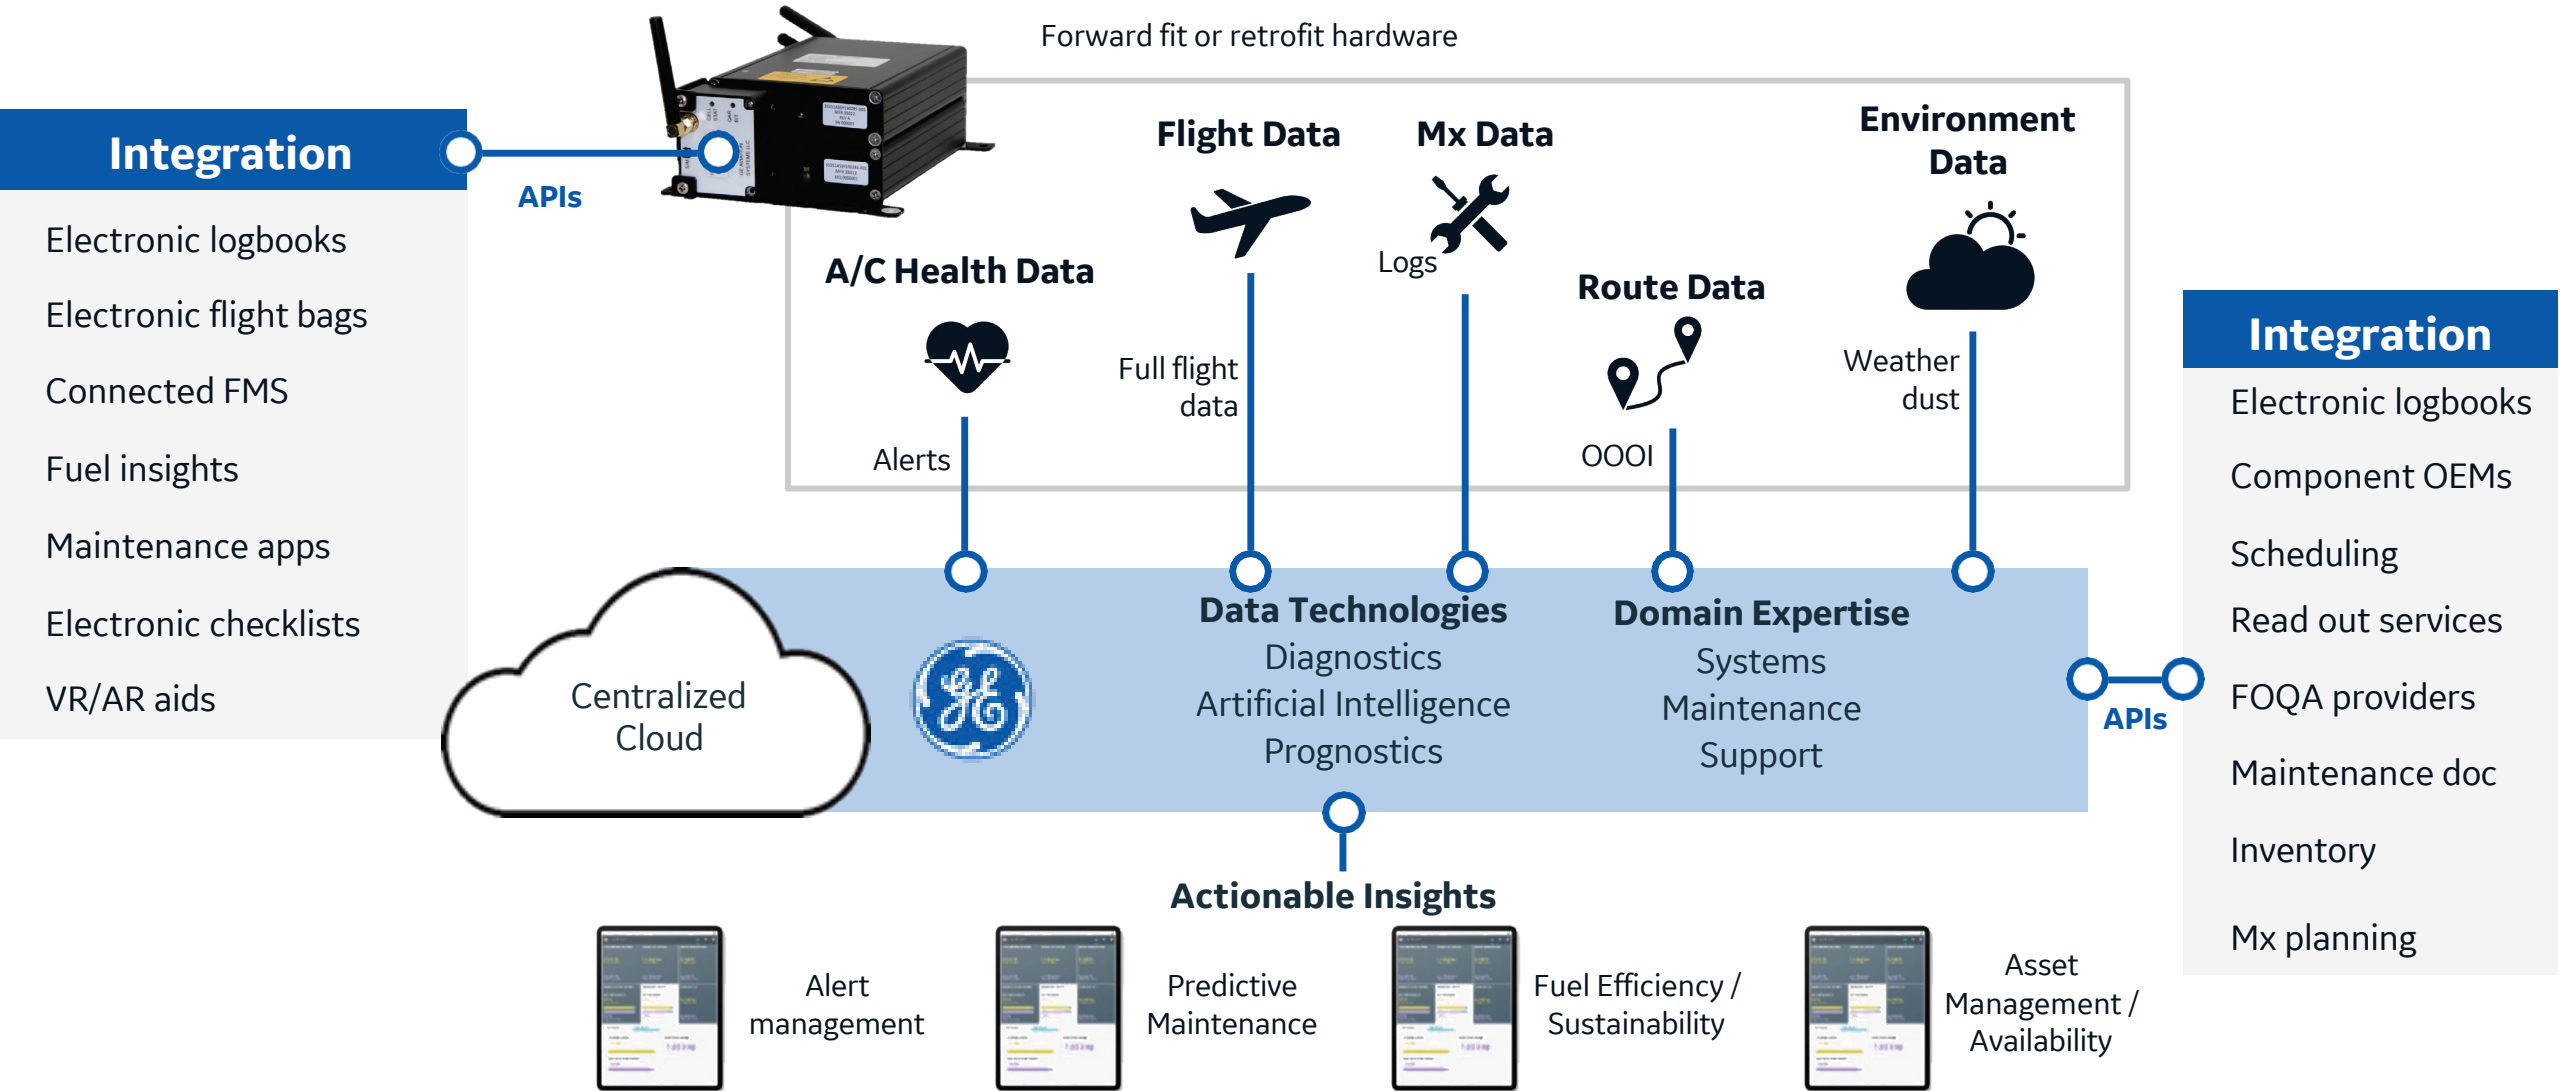 Forward fit or retrofit hardware
Integration
APIs
Electronic logbooks
Electronic flight bags
Connected FMS
Fuel insights
Maintenance apps
Electronic checklists
VR/AR aids
A/C Health Data
Alerts
Flight Data
Full flight
data
Mx Data
Logs
Route Data
OOOI
Environment
Data
Weather
dust
Centralized
Cloud
GE
Data Technologies
Diagnostics
Artificial Intelligence
Prognostics
Domain Expertise
Systems
Maintenance
Support
APIs
Integration
Electronic logbooks
Component OEMs
Scheduling
Read out services
FOQA providers
Maintenance doc
Inventory
Mx planning
Actionable Insights
Alert
management
Predictive
Maintenance
Fuel Efficiency /
Sustainability
Asset
Management /
Availability